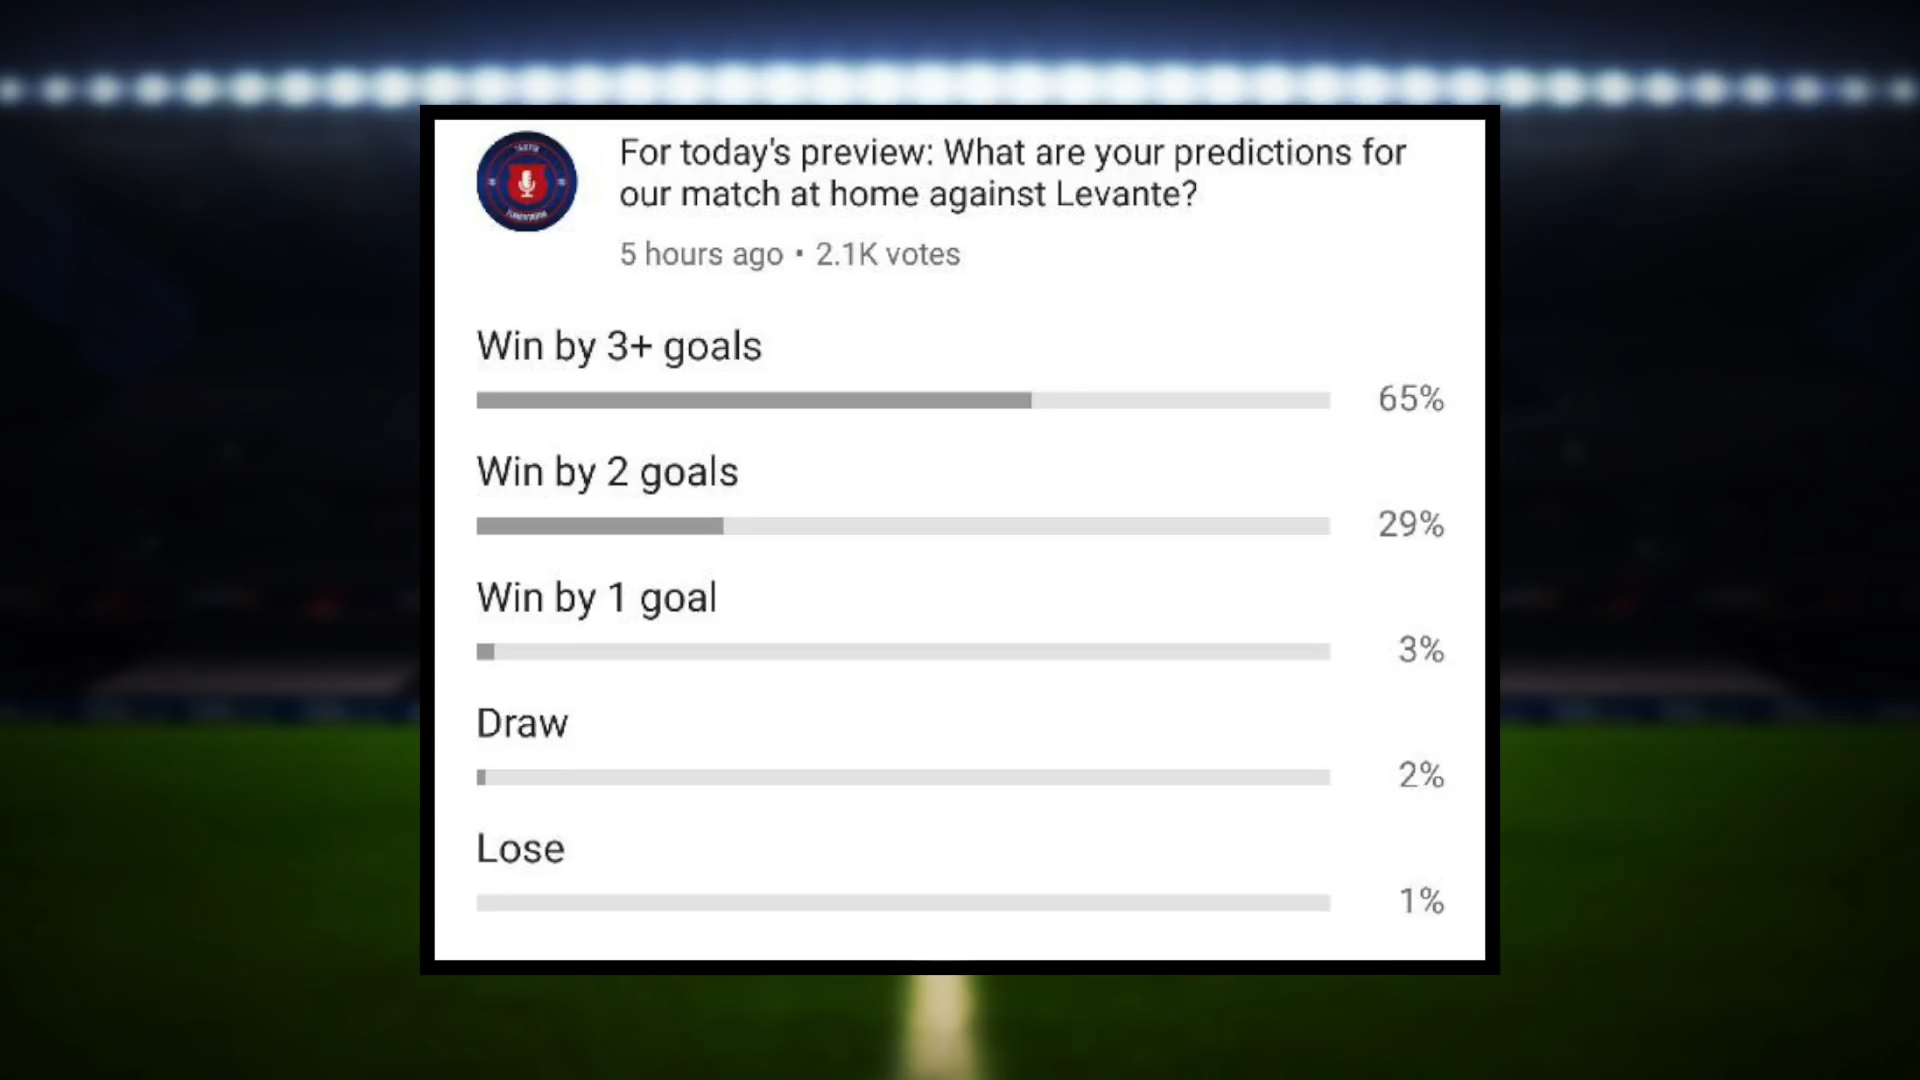 For today's preview: What are your predictions for
our match at home against Levante?
5 hours ago • 2.1K votes
Win by 3+ goals
65%
Win by 2 goals
29%
Win by 1 goal
3%
Draw
2%
Lose
1%